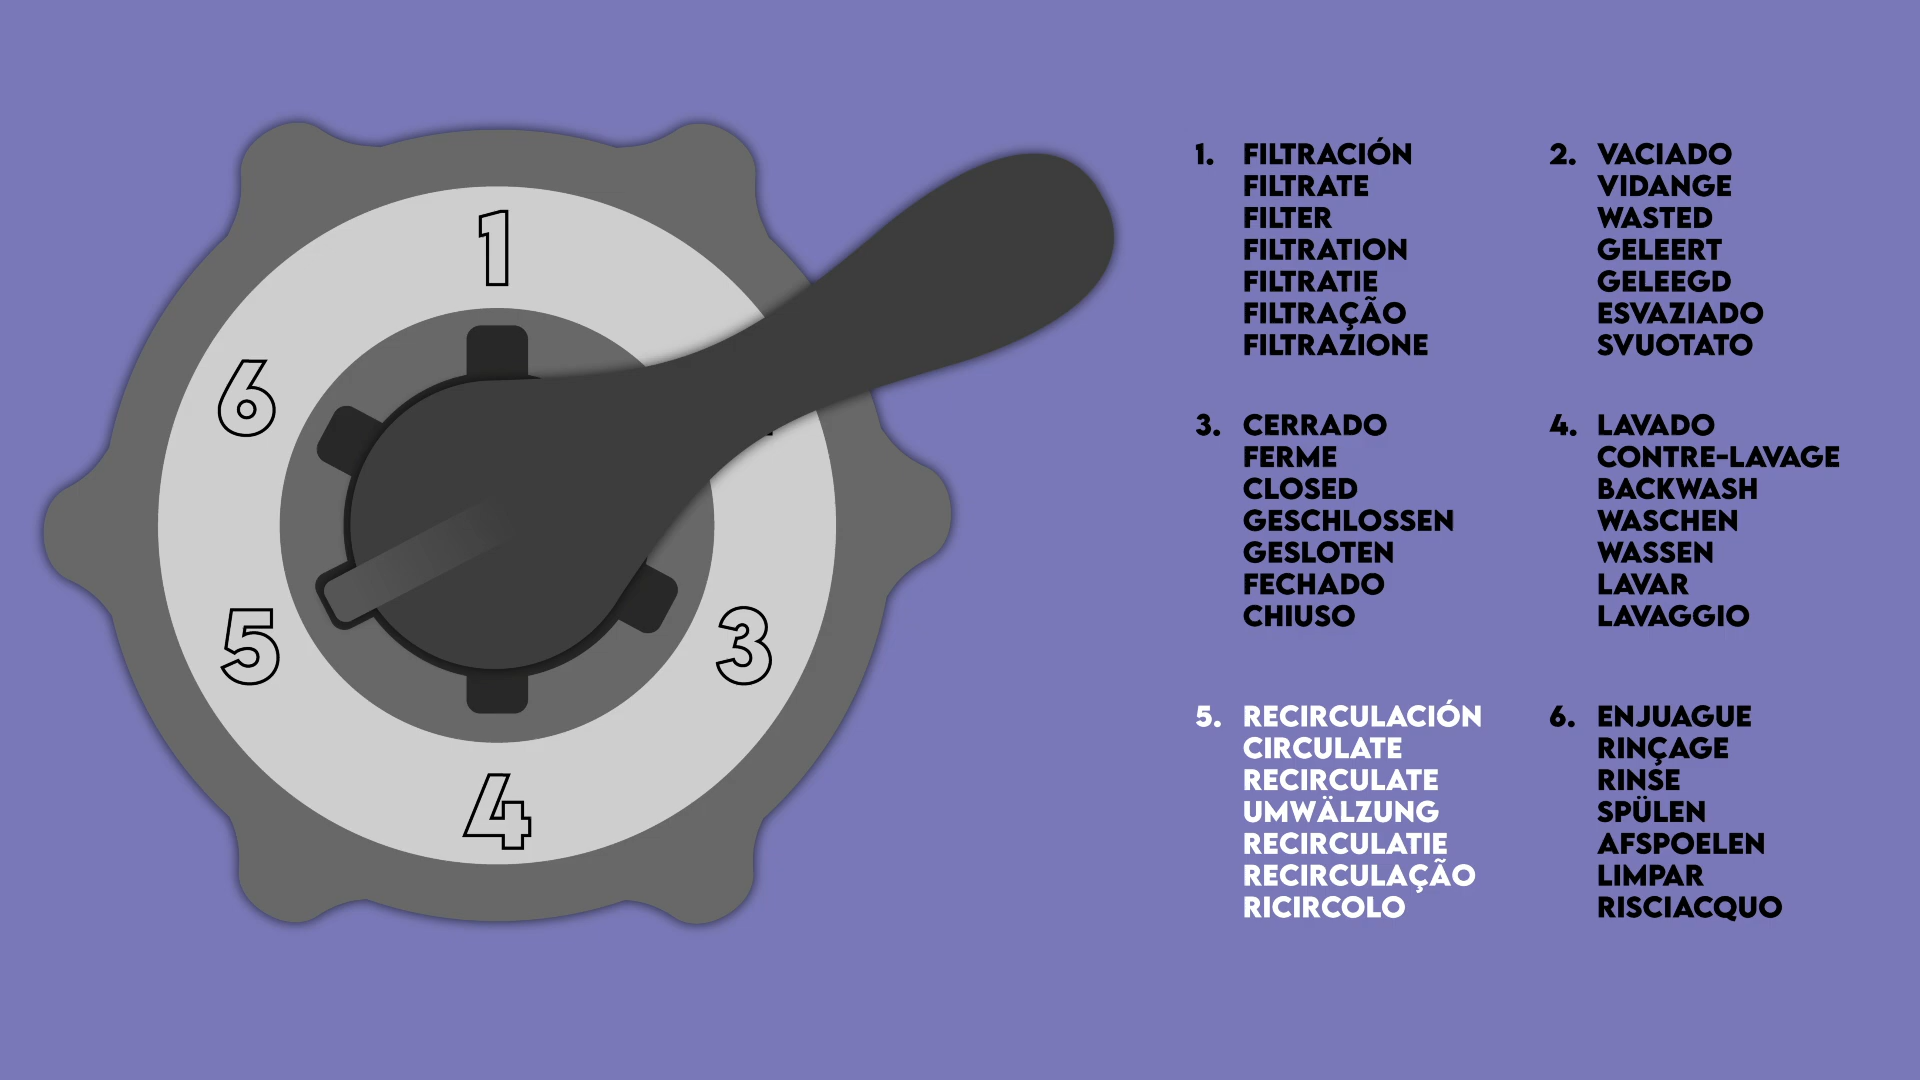 1
6
5
3
4
1. FILTRACIÓN
FILTRATE
FILTER
FILTRATION
FILTRATIE
FILTRAÇÃO
FILTRAZIONE
2. VACIADO
VIDANGE
WASTED
GELEERT
GELEEGD
ESVAZIADO
SVUOTATO
3. CERRADO
FERME
CLOSED
GESCHLOSSEN
GESLOTEN
FECHADO
CHIUSO
4. LAVADO
CONTRE-LAVAGE
BACKWASH
WASCHEN
WASSEN
LAVAR
LAVAGGIO
5. RECIRCULACIÓN
CIRCULATE
RECIRCULATE
UMWÄLZUNG
RECIRCULATIE
RECIRCULAÇÃO
RICIRCOLO
6. ENJUAGUE
RINÇAGE
RINSE
SPÜLEN
AFSPOELEN
LIMPAR
RISCIACQUO